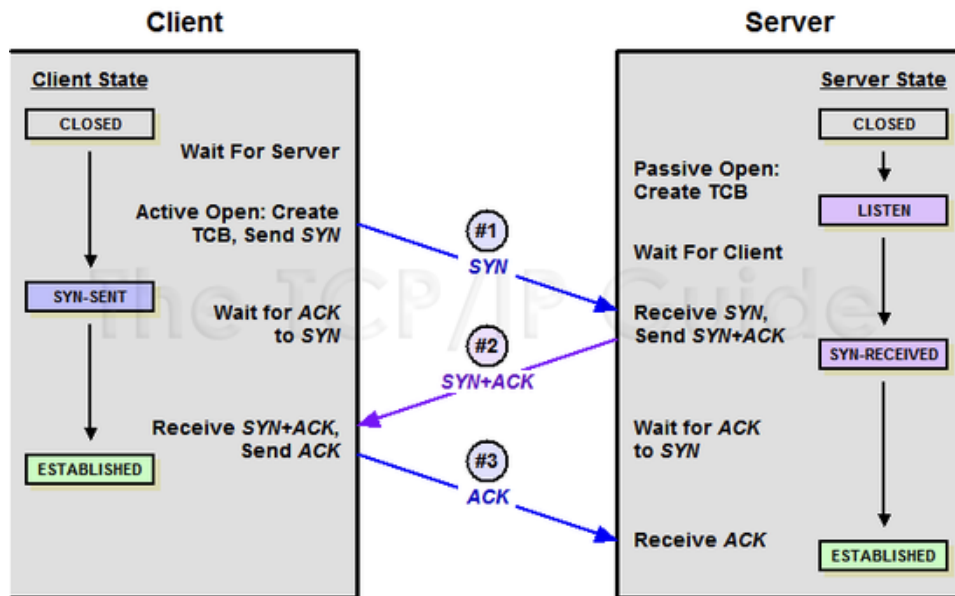 Client
Server
Client State
CLOSED
Wait For Server
Active Open: Create
TCB, Send SYN
SYN-SENT
Wait for ACK
to SYN
Receive SYN+ACK,
Send ACK
ESTABLISHED
#1
SYN
#2
SYN+ACK
#3
ACK
Server State
CLOSED
Passive Open:
Create TCB
LISTEN
Wait For Client
Receive SYN,
Send SYN+ACK
SYN-RECEIVED
Wait for ACK
to SYN
Receive ACK
ESTABLISHED
The TCP/IP Guide